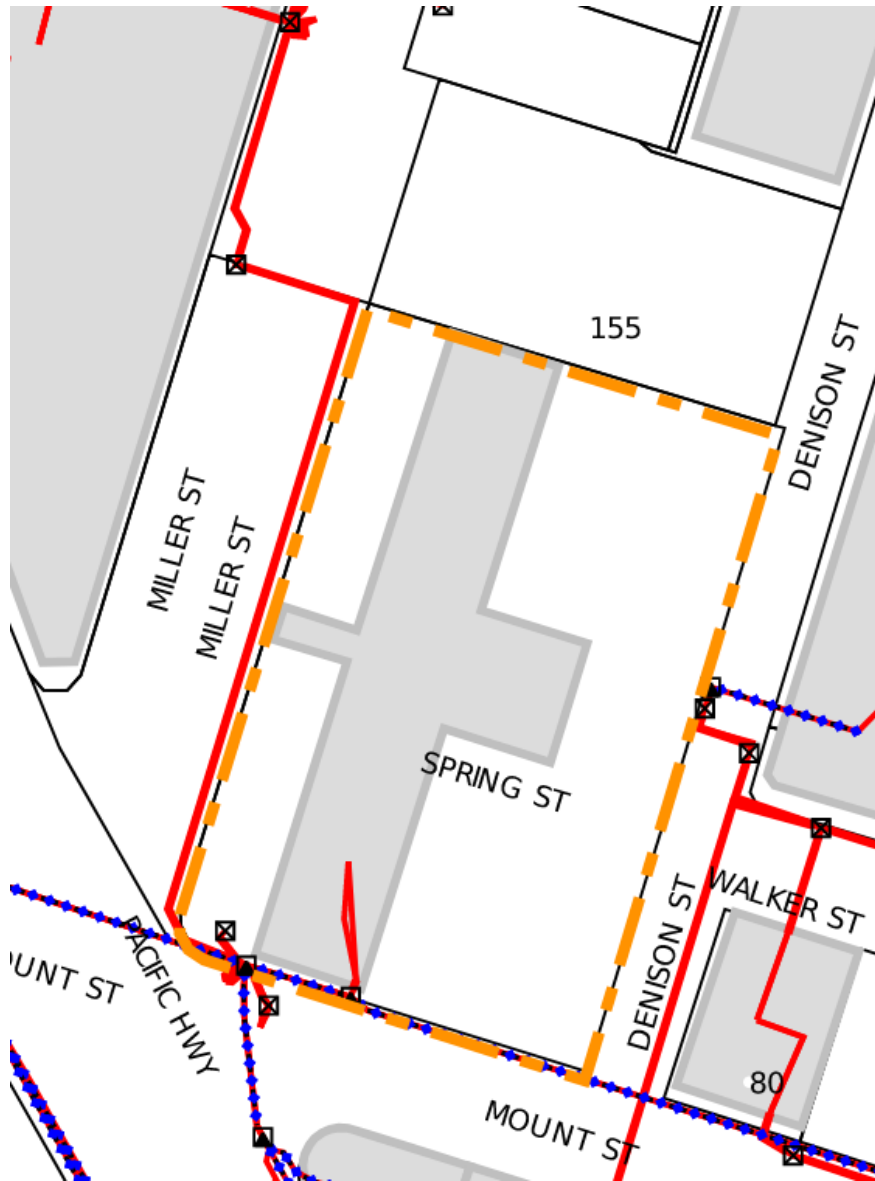 155
DENISON ST
MILLER ST
MILLER ST
SPRING ST
WALKER ST
DENISON ST
PACIFIC HWY
OUNT ST
80
MOUNT ST